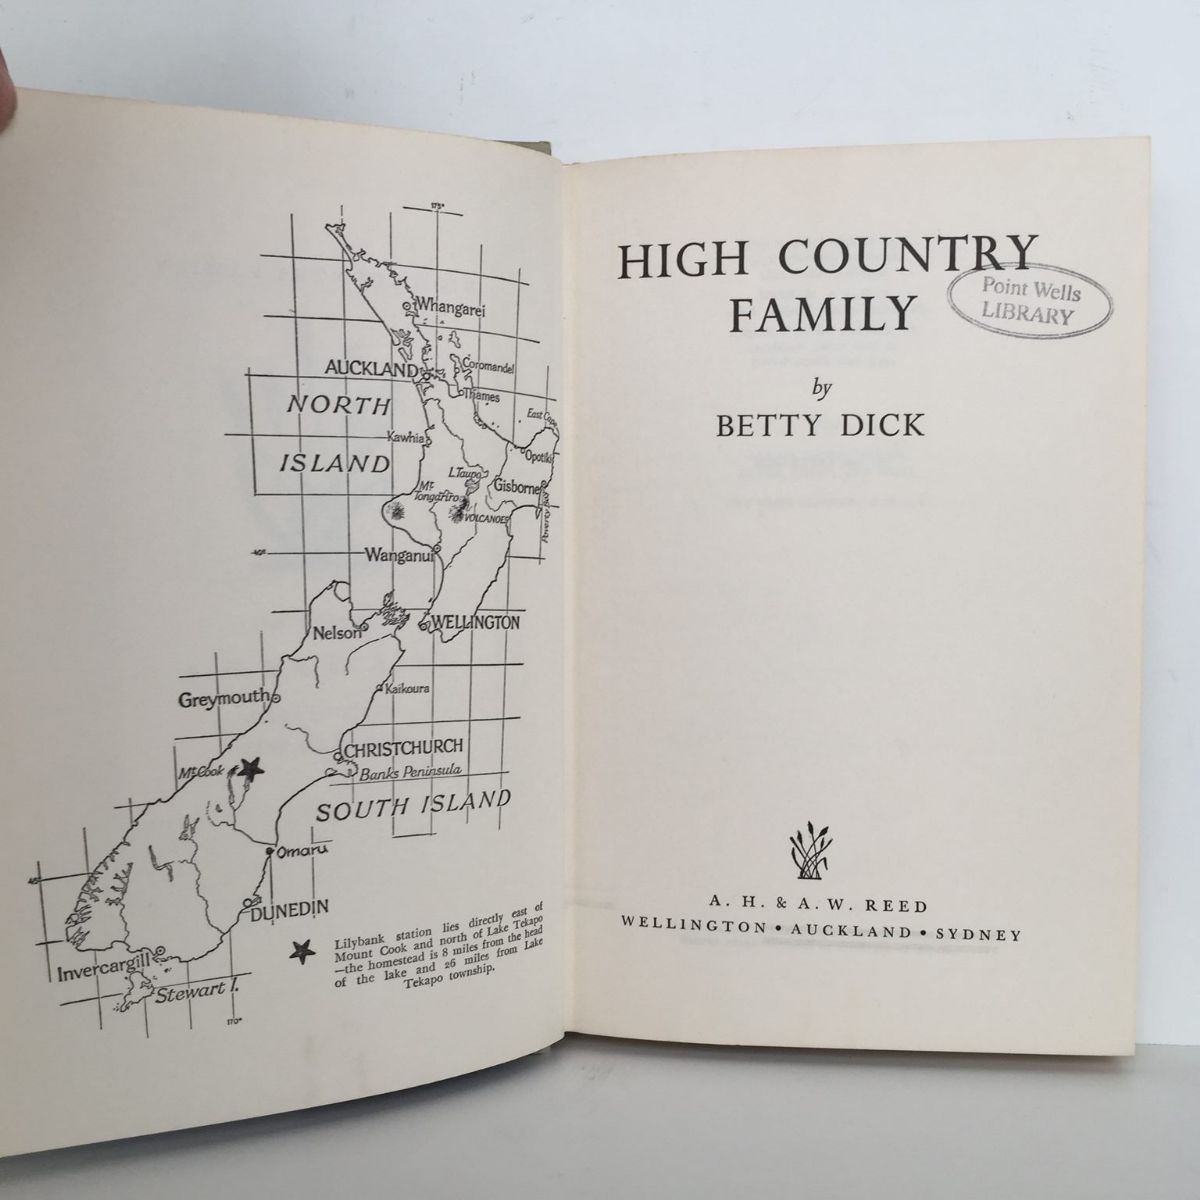 175°
Whangarei
AUCKLAND
Coromandel
Thames
NORTH
ISLAND
East Cape
Kawhia
Opotiki
L.Taupo
Mt
Tongariro
Gisborne
VOLCANOES
Poverty Bay
40°
Wanganui
Nelson
WELLINGTON
Greymouth
Kaikoura
CHRISTCHURCH
Mt Cook
Banks Peninsula
SOUTH ISLAND
Omaru
45°
DUNEDIN
Invercargill
Stewart I.
170°
Lilybank station lies directly east of
Mount Cook and north of Lake Tekapo
—the homestead is 8 miles from the head
of the lake and 26 miles from Lake
Tekapo township.
HIGH COUNTRY
FAMILY
Point Wells
LIBRARY
by
BETTY DICK
A. H. & A. W. REED
WELLINGTON • AUCKLAND • SYDNEY